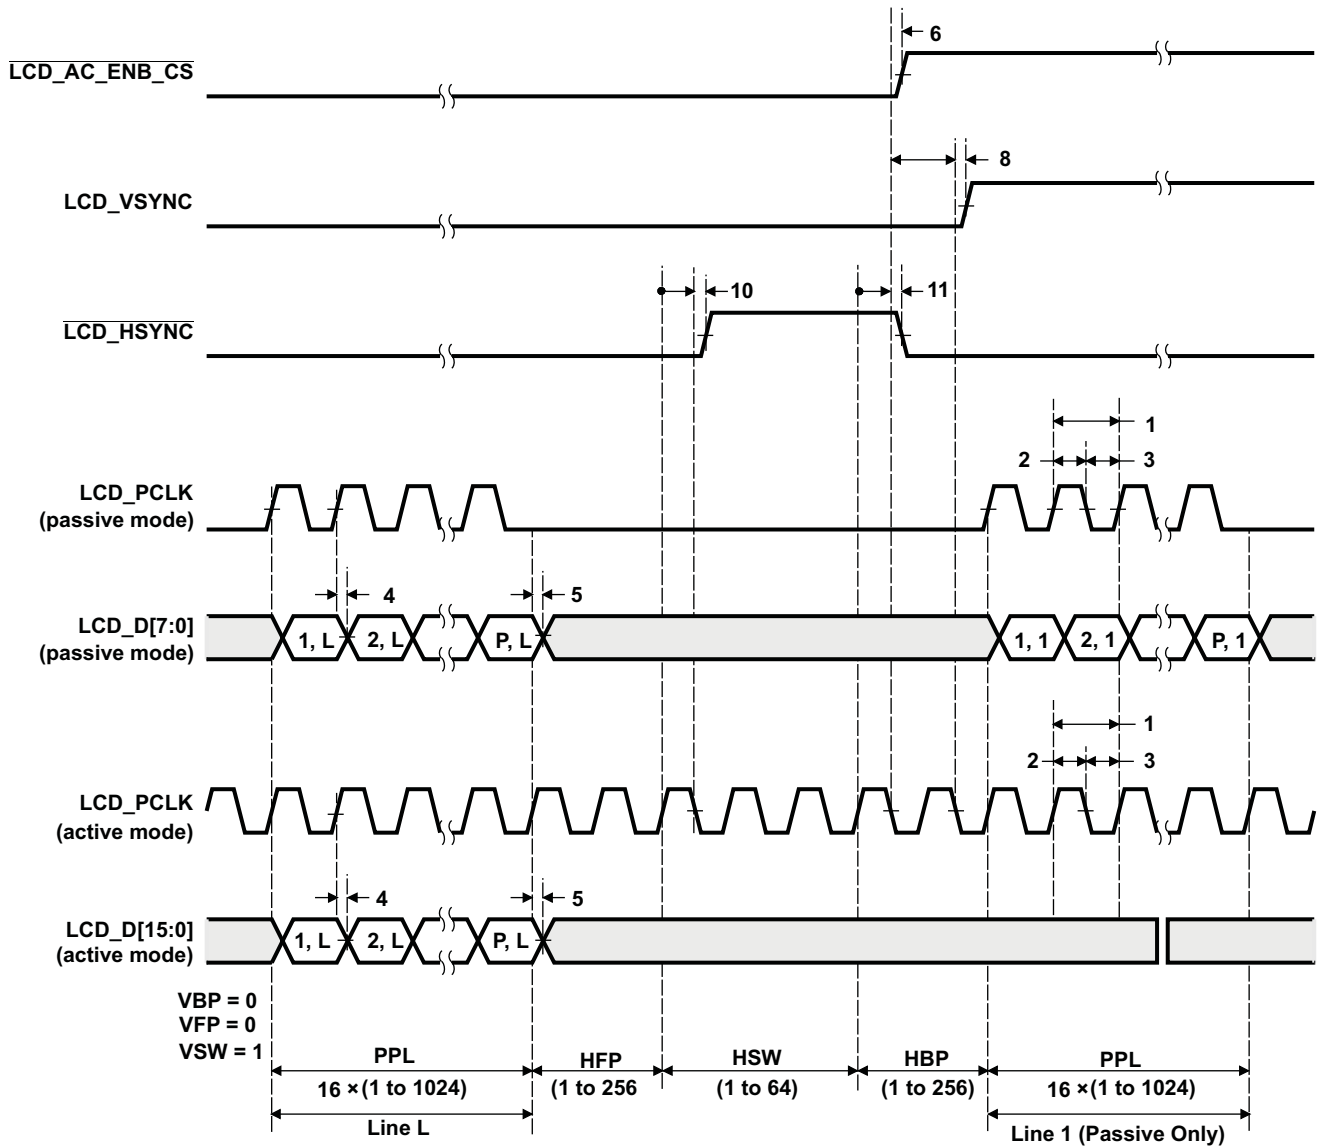 6
LCD_AC_ENB_CS
8
LCD_VSYNC
10
11
LCD_HSYNC
1
2
3
LCD_PCLK
(passive mode)
4
5
LCD_D[7:0]
(passive mode)
1, L
2, L
P, L
1, 1
2, 1
P, 1
1
2
3
LCD_PCLK
(active mode)
4
5
LCD_D[15:0]
(active mode)
1, L
2, L
P, L
VBP = 0
VFP = 0
VSW = 1
PPL
16 × (1 to 1024)
HFP
(1 to 256
HSW
(1 to 64)
HBP
(1 to 256)
PPL
16 × (1 to 1024)
Line L
Line 1 (Passive Only)